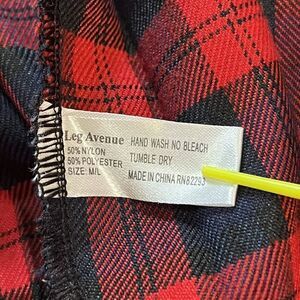 Leg Avenue
50% NYLON
50% POLYESTER
SIZE: M/L
HAND WASH NO BLEACH
TUMBLE DRY
MADE IN CHINA RN82293